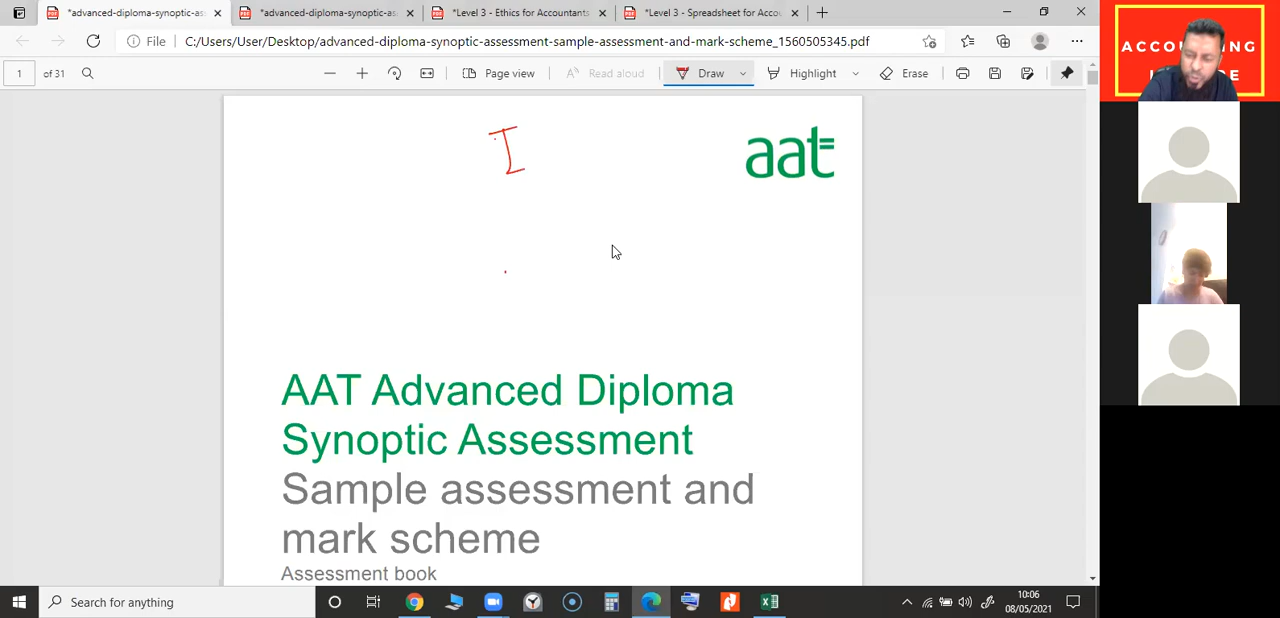 *advanced-diploma-synoptic-as
*advanced-diploma-synoptic-as
*Level 3 - Ethics for Accountants
*Level 3 - Spreadsheet for Accou
File
C:/Users/User/Desktop/advanced-diploma-synoptic-assessment-sample-assessment-and-mark-scheme_1560505345.pdf
1 of 31
Page view
Read aloud
Draw
Highlight
Erase
I
aat
AAT Advanced Diploma
Synoptic Assessment
Sample assessment and
mark scheme
Assessment book
Search for anything
10:06
08/05/2021